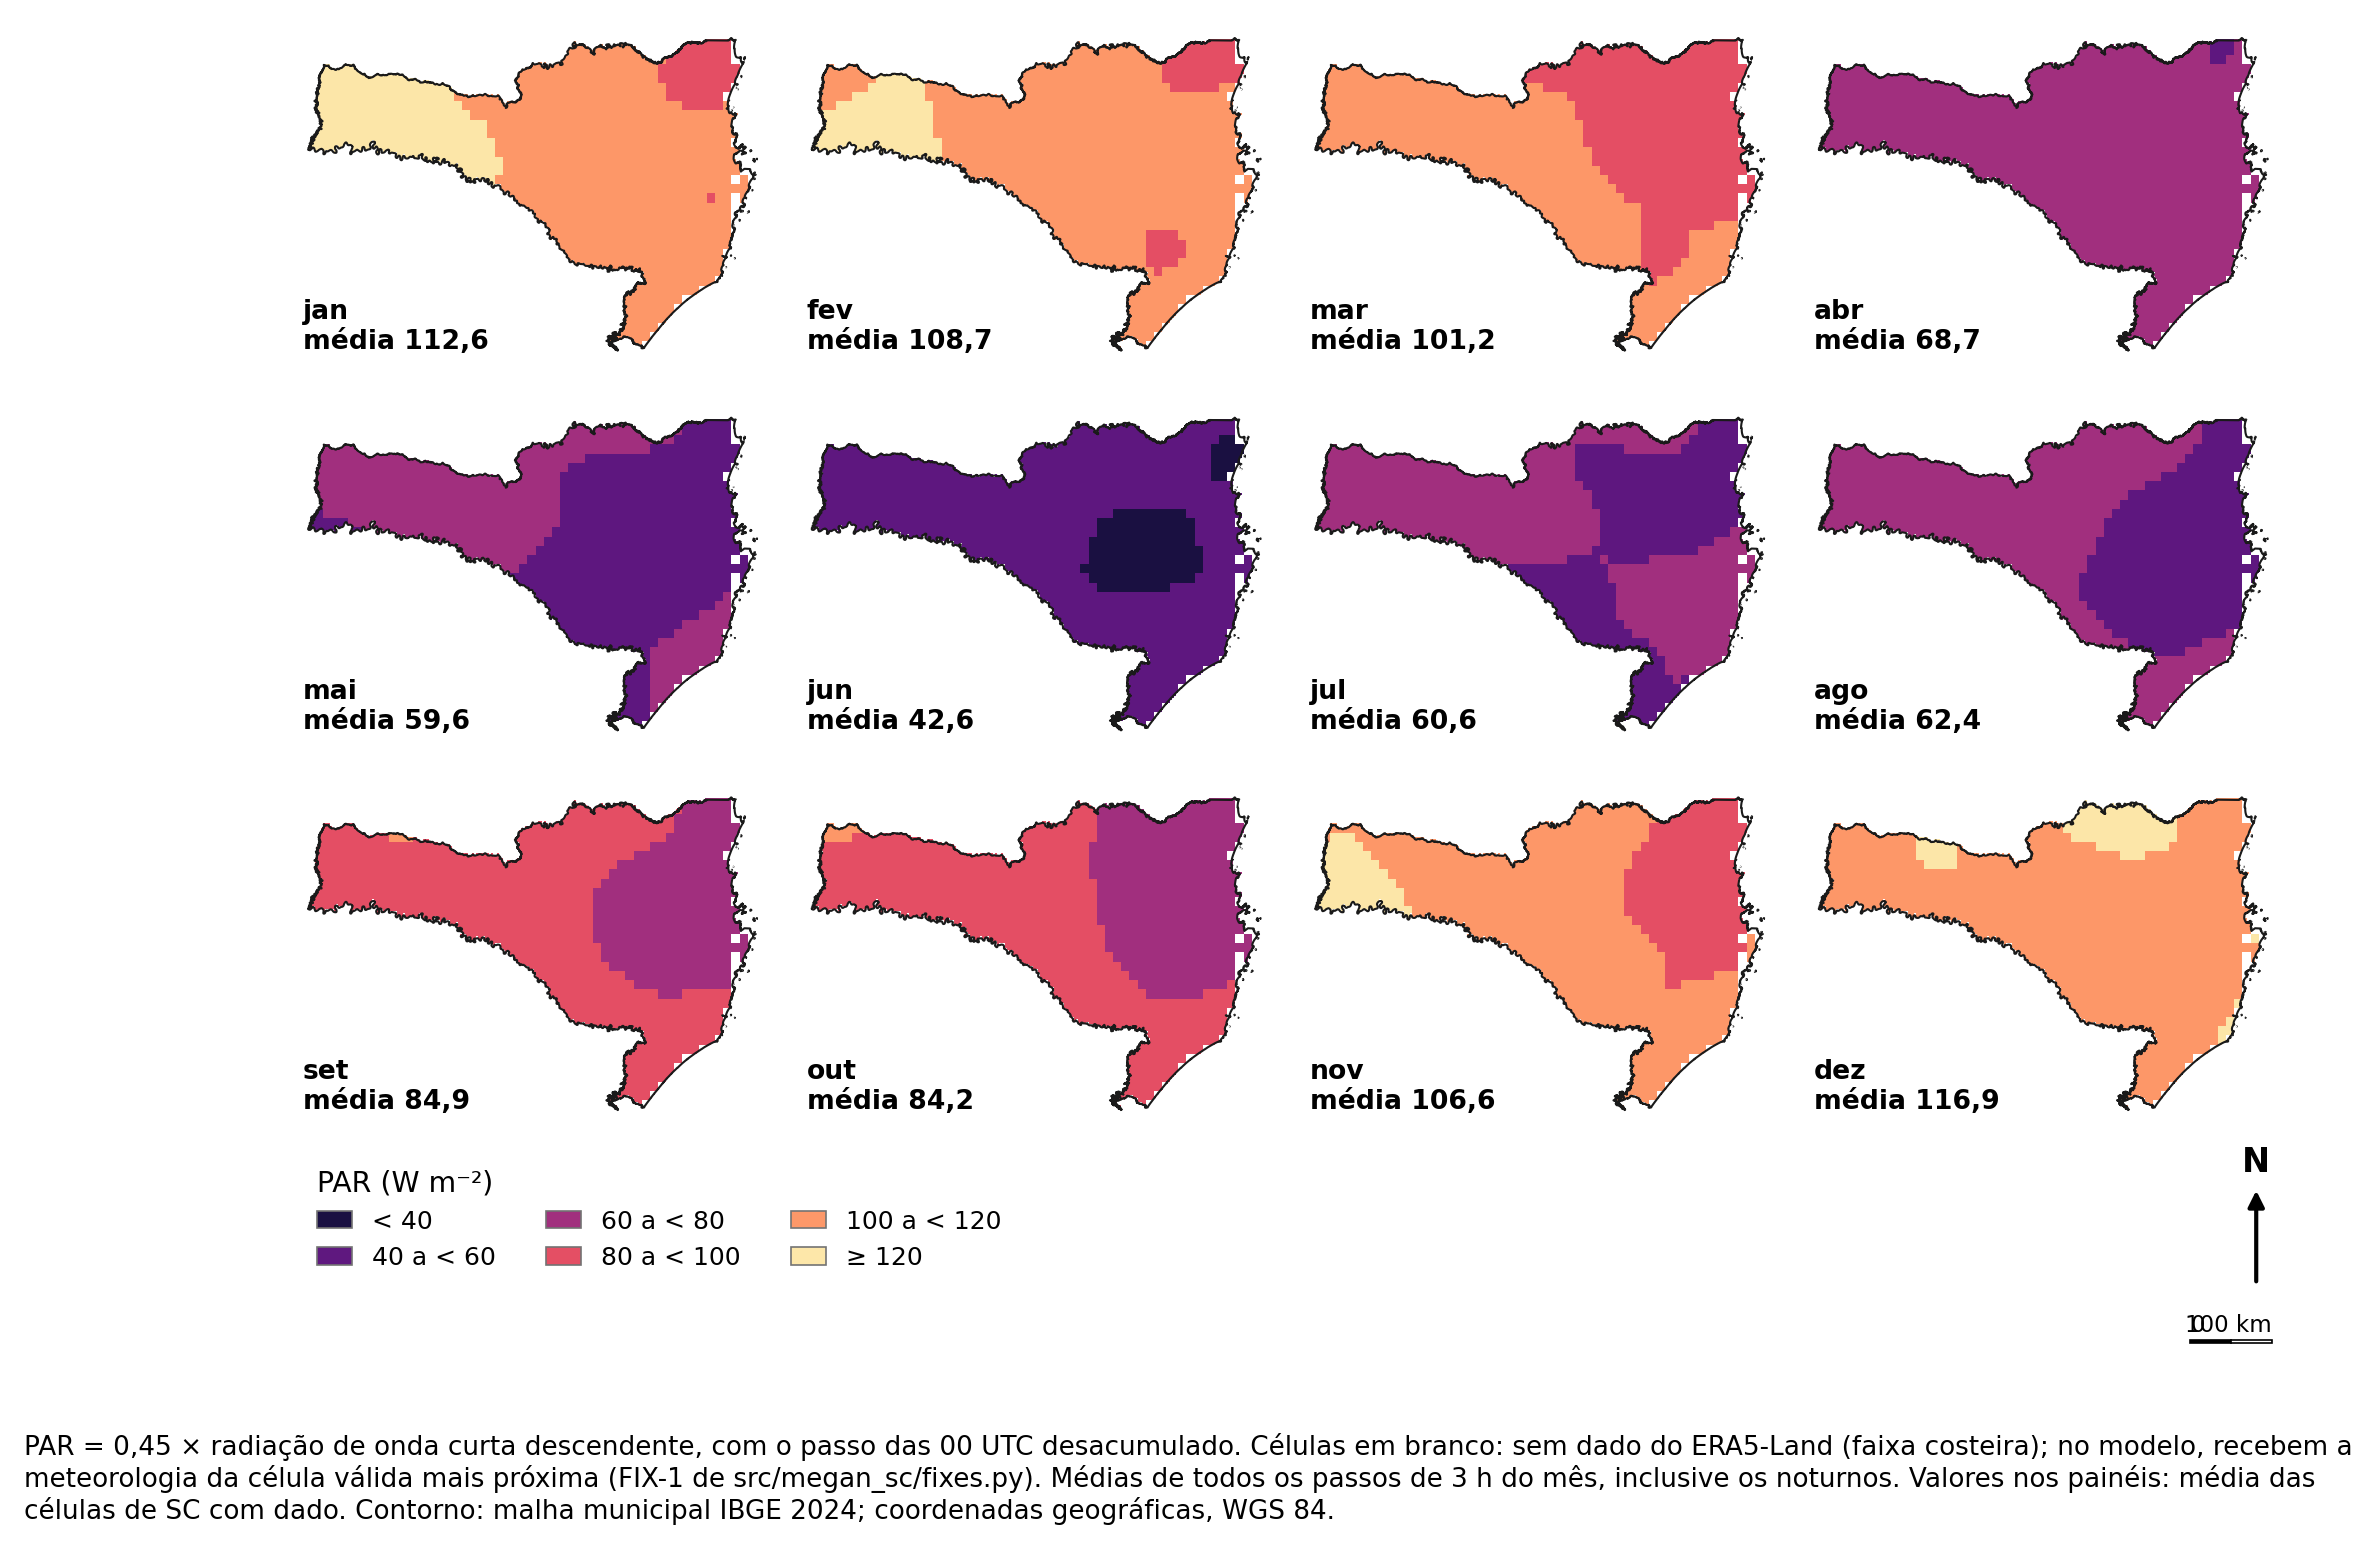 jan
média 112,6
fev
média 108,7
mar
média 101,2
abr
média 68,7
mai
média 59,6
jun
média 42,6
jul
média 60,6
ago
média 62,4
set
média 84,9
out
média 84,2
nov
média 106,6
dez
média 116,9
PAR (W m⁻²)
< 40
40 a < 60
60 a < 80
80 a < 100
100 a < 120
≥ 120
N
0
100 km
PAR = 0,45 × radiação de onda curta descendente, com o passo das 00 UTC desacumulado. Células em branco: sem dado do ERA5-Land (faixa costeira); no modelo, recebem a
meteorologia da célula válida mais próxima (FIX-1 de src/megan_sc/fixes.py). Médias de todos os passos de 3 h do mês, inclusive os noturnos. Valores nos painéis: média das
células de SC com dado. Contorno: malha municipal IBGE 2024; coordenadas geográficas, WGS 84.